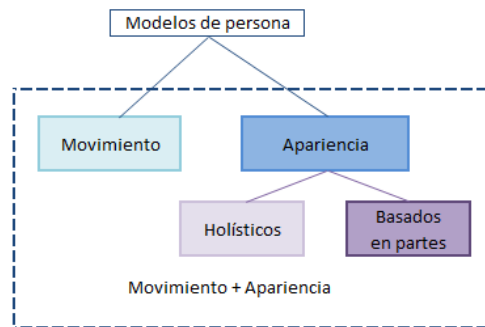 Modelos de persona
Movimiento
Apariencia
Holísticos
Basados
en partes
Movimiento + Apariencia